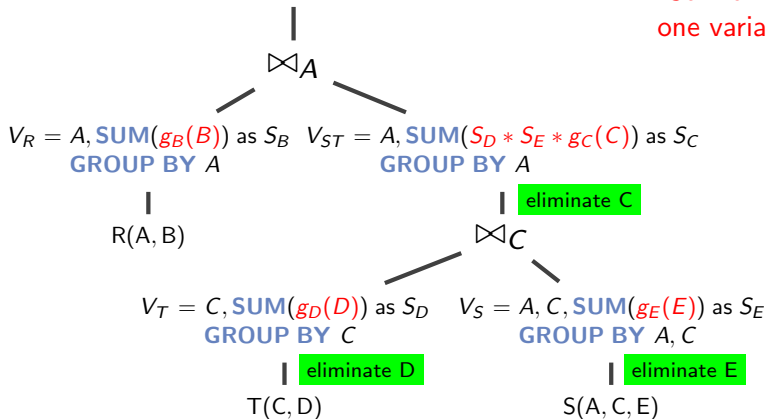 one varia
⋈A
V_R = A, SUM(g_B(B)) as S_B
GROUP BY A
V_ST = A, SUM(S_D * S_E * g_C(C)) as S_C
GROUP BY A
eliminate C
R(A, B)
⋈C
V_T = C, SUM(g_D(D)) as S_D
GROUP BY C
V_S = A, C, SUM(g_E(E)) as S_E
GROUP BY A, C
eliminate D
eliminate E
T(C, D)
S(A, C, E)